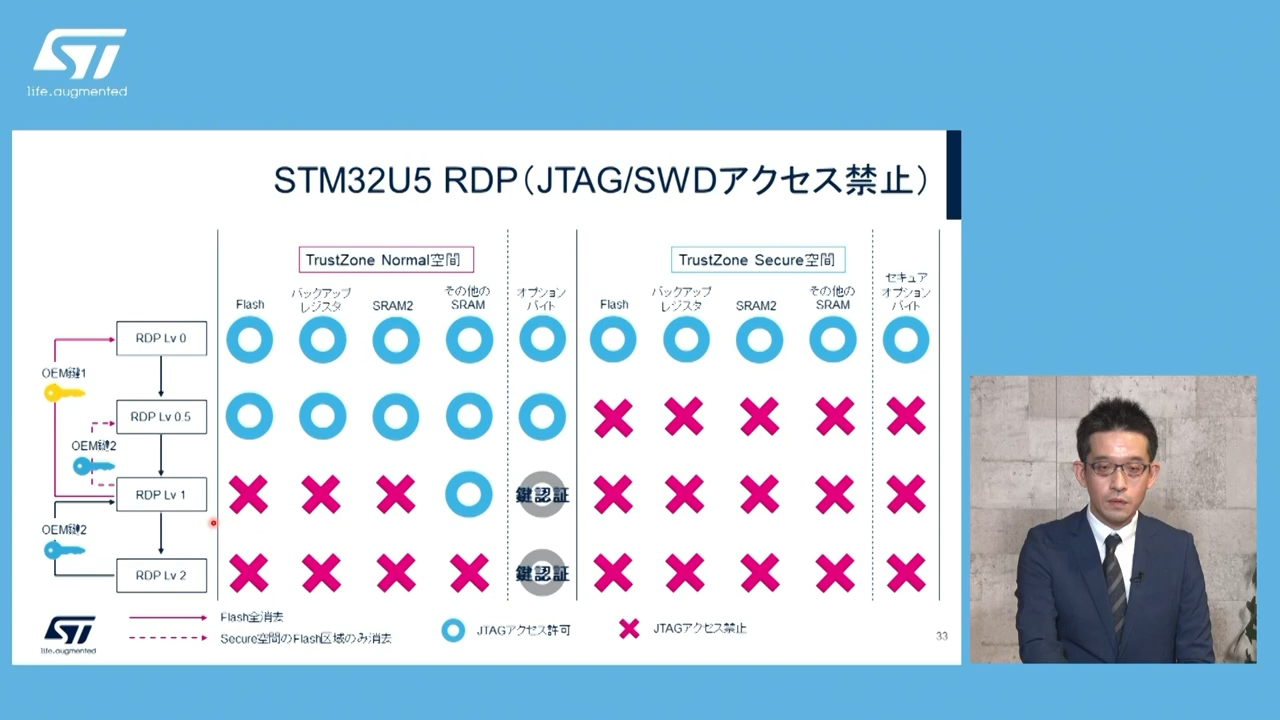 ST
life.augmented
STM32U5 RDP(JTAG/SWDアクセス禁止)
TrustZone Normal空間
TrustZone Secure空間
Flash
バックアップ
レジスタ
SRAM2
その他の
SRAM
オプション
バイト
Flash
バックアップ
レジスタ
SRAM2
その他の
SRAM
セキュア
オプション
バイト
RDP Lv 0
OEM鍵1
RDP Lv 0.5
OEM鍵2
RDP Lv 1
鍵認証
OEM鍵2
RDP Lv 2
鍵認証
Flash全消去
Secure空間のFlash区域のみ消去
JTAGアクセス許可
JTAGアクセス禁止
ST
life.augmented
33